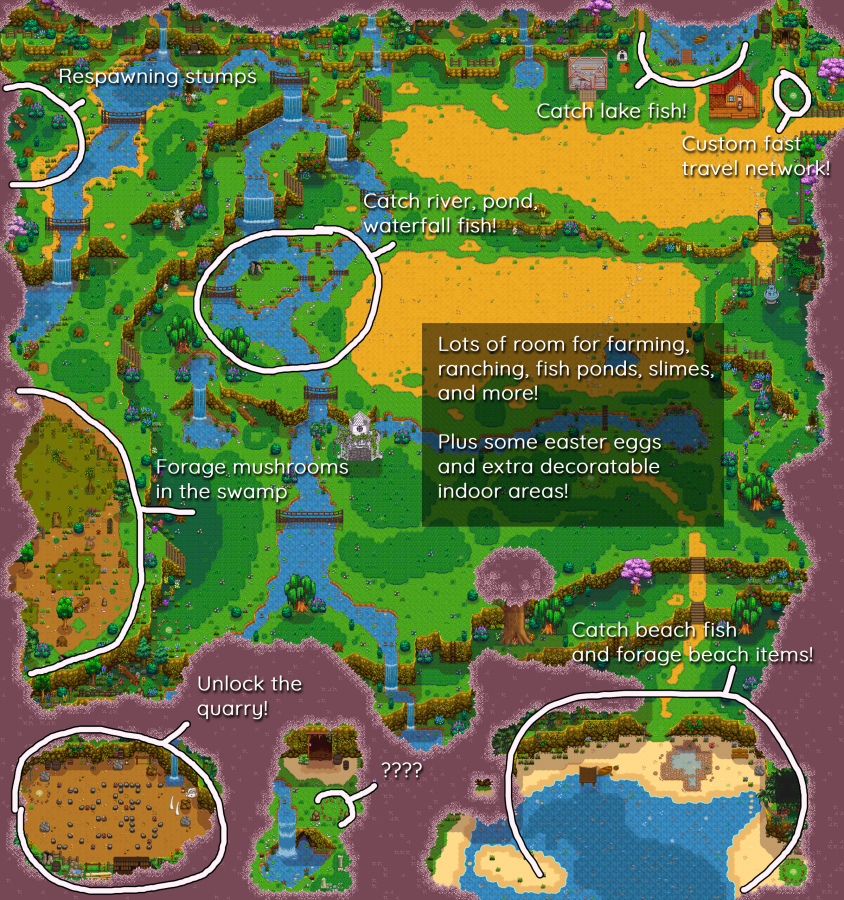 Respawning stumps
Catch lake fish!
Custom fast
travel network!
Catch river, pond,
waterfall fish!
Lots of room for farming,
ranching, fish ponds, slimes,
and more!
Plus some easter eggs
and extra decoratable
indoor areas!
Forage mushrooms
in the swamp
Catch beach fish
and forage beach items!
Unlock the
quarry!
????